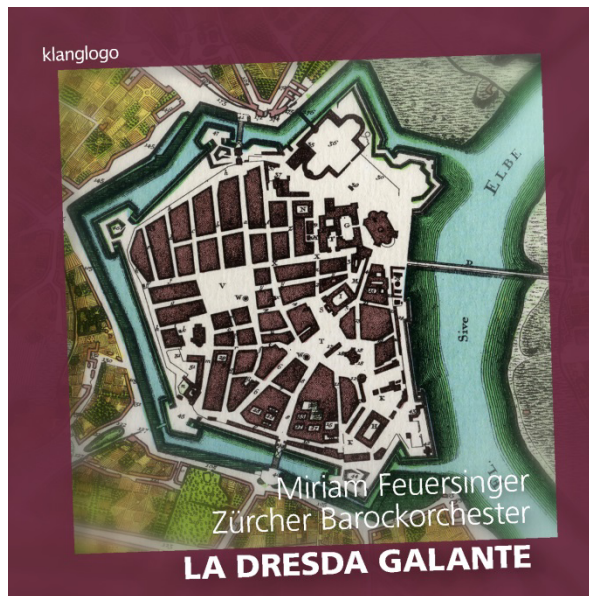 klanglogo
ELBE
Sive
Miriam Feuersinger
Zürcher Barockorchester
LA DRESDA GALANTE